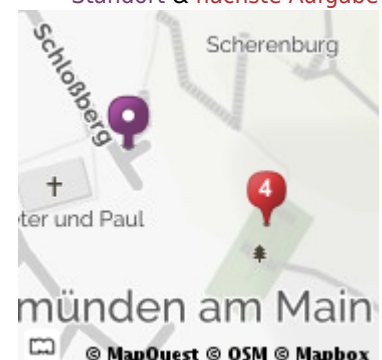 Standort & nächste Aufgabe
Scherenburg
Schloßberg
4
ter und Paul
münden am Main
© MapQuest © OSM © Mapbox